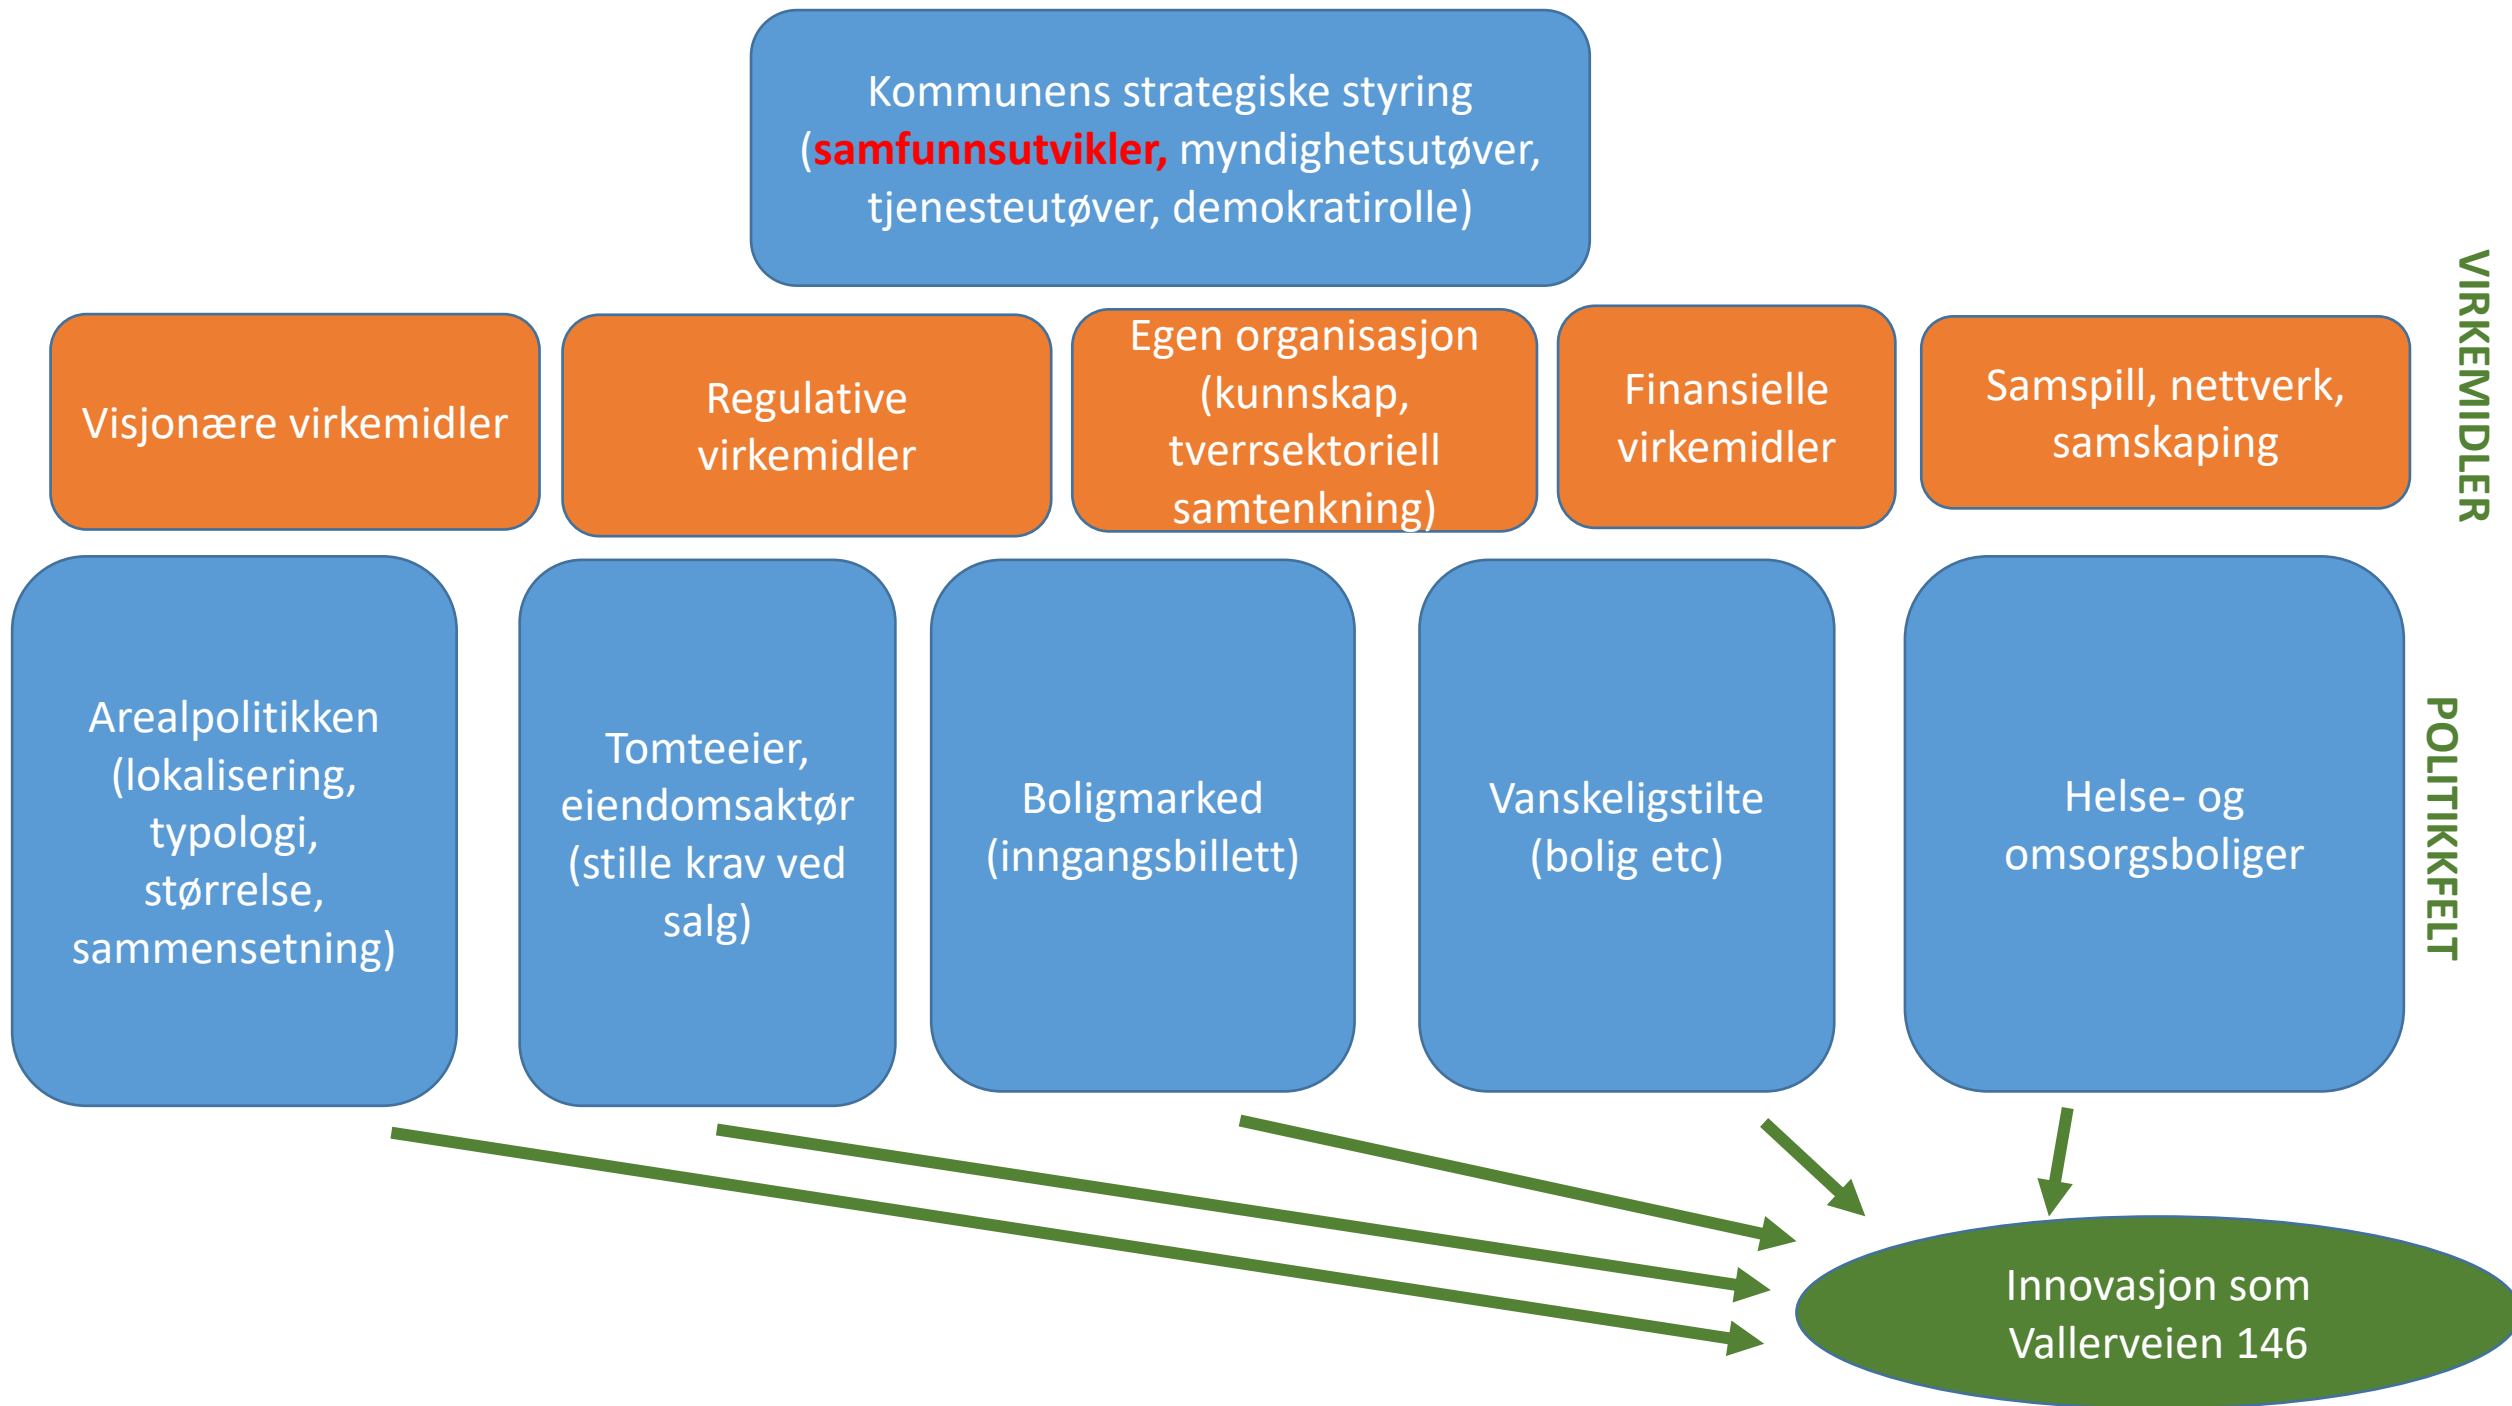 Kommunens strategiske styring
(samfunnsutvikler, myndighetsutøver,
tjenesteutøver, demokratirolle)
VIRKEMIDLER
Visjonære virkemidler
Regulative
virkemidler
Egen organisasjon
(kunnskap,
tverrsektoriell
samtenkning)
Finansielle
virkemidler
Samspill, nettverk,
samskaping
POLITIKKFELT
Arealpolitikken
(lokalisering,
typologi,
størrelse,
sammensetning)
Tomteeier,
eiendomsaktør
(stille krav ved
salg)
Boligmarked
(inngangsbillett)
Vanskeligstilte
(bolig etc)
Helse- og
omsorgsboliger
Innovasjon som
Vallerveien 146